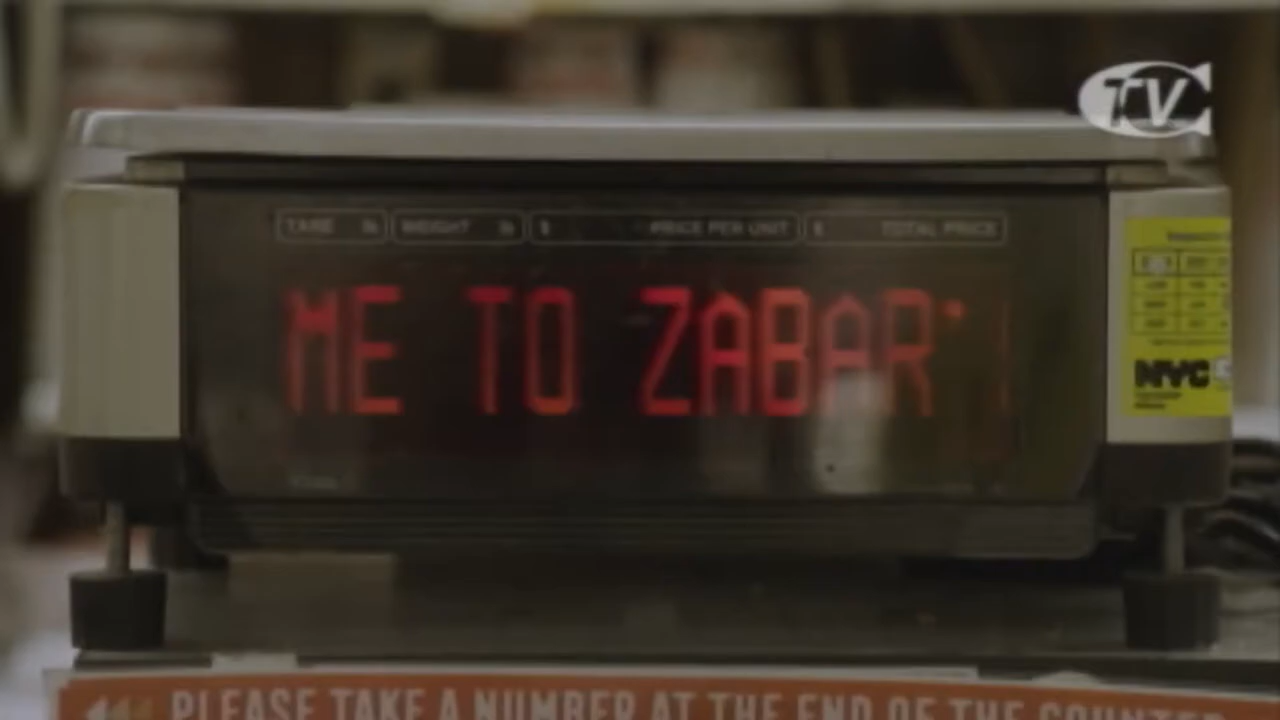 CTV
TARE lb WEIGHT lb $ PRICE PER UNIT $ TOTAL PRICE
ME TO ZABAR'
NYC
PLEASE TAKE A NUMBER AT THE END OF THE COUNTER